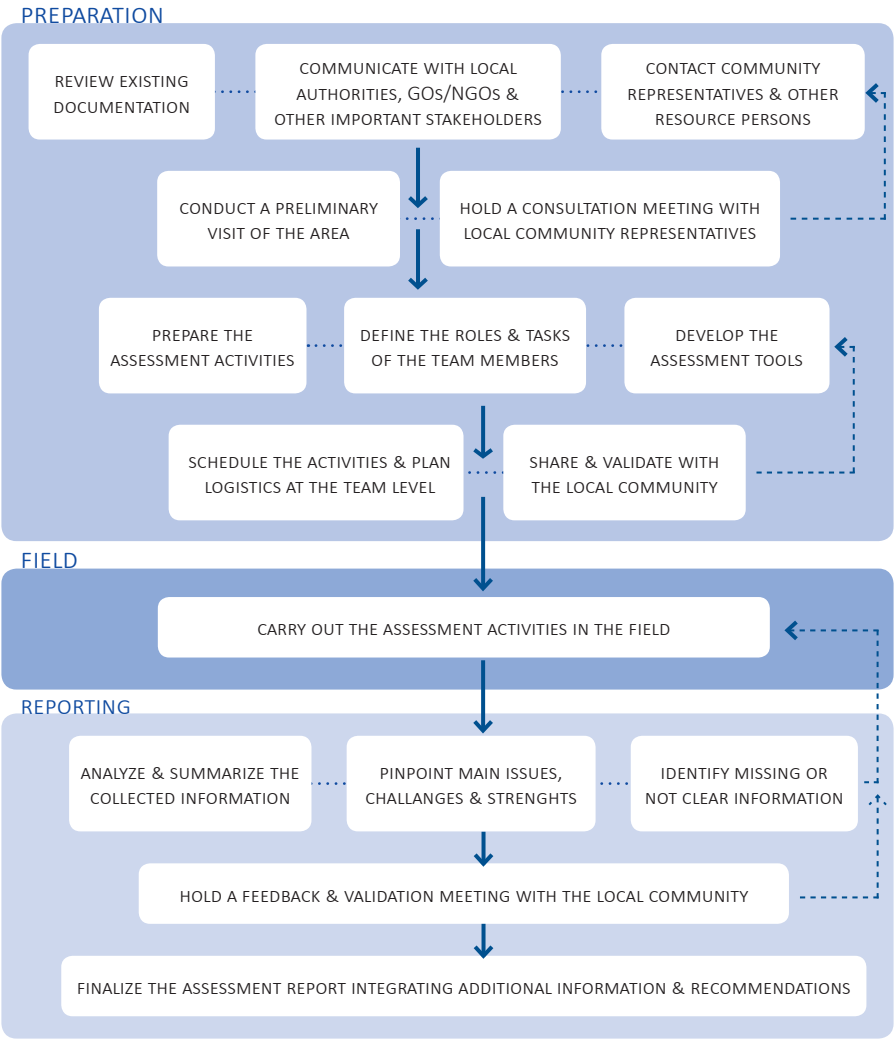 PREPARATION
REVIEW EXISTING
DOCUMENTATION
COMMUNICATE WITH LOCAL
AUTHORITIES, GOS/NGOS &
OTHER IMPORTANT STAKEHOLDERS
CONTACT COMMUNITY
REPRESENTATIVES & OTHER
RESOURCE PERSONS
CONDUCT A PRELIMINARY
VISIT OF THE AREA
HOLD A CONSULTATION MEETING WITH
LOCAL COMMUNITY REPRESENTATIVES
PREPARE THE
ASSESSMENT ACTIVITIES
DEFINE THE ROLES & TASKS
OF THE TEAM MEMBERS
DEVELOP THE
ASSESSMENT TOOLS
SCHEDULE THE ACTIVITIES & PLAN
LOGISTICS AT THE TEAM LEVEL
SHARE & VALIDATE WITH
THE LOCAL COMMUNITY
FIELD
CARRY OUT THE ASSESSMENT ACTIVITIES IN THE FIELD
REPORTING
ANALYZE & SUMMARIZE THE
COLLECTED INFORMATION
PINPOINT MAIN ISSUES,
CHALLANGES & STRENGHTS
IDENTIFY MISSING OR
NOT CLEAR INFORMATION
HOLD A FEEDBACK & VALIDATION MEETING WITH THE LOCAL COMMUNITY
FINALIZE THE ASSESSMENT REPORT INTEGRATING ADDITIONAL INFORMATION & RECOMMENDATIONS